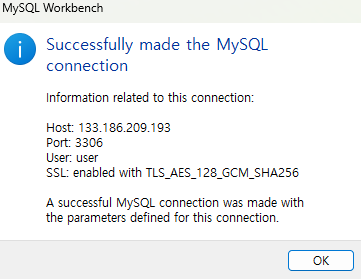 MySQL Workbench
Successfully made the MySQL
connection
Information related to this connection:
Host: 133.186.209.193
Port: 3306
User: user
SSL: enabled with TLS_AES_128_GCM_SHA256
A successful MySQL connection was made with
the parameters defined for this connection.
OK